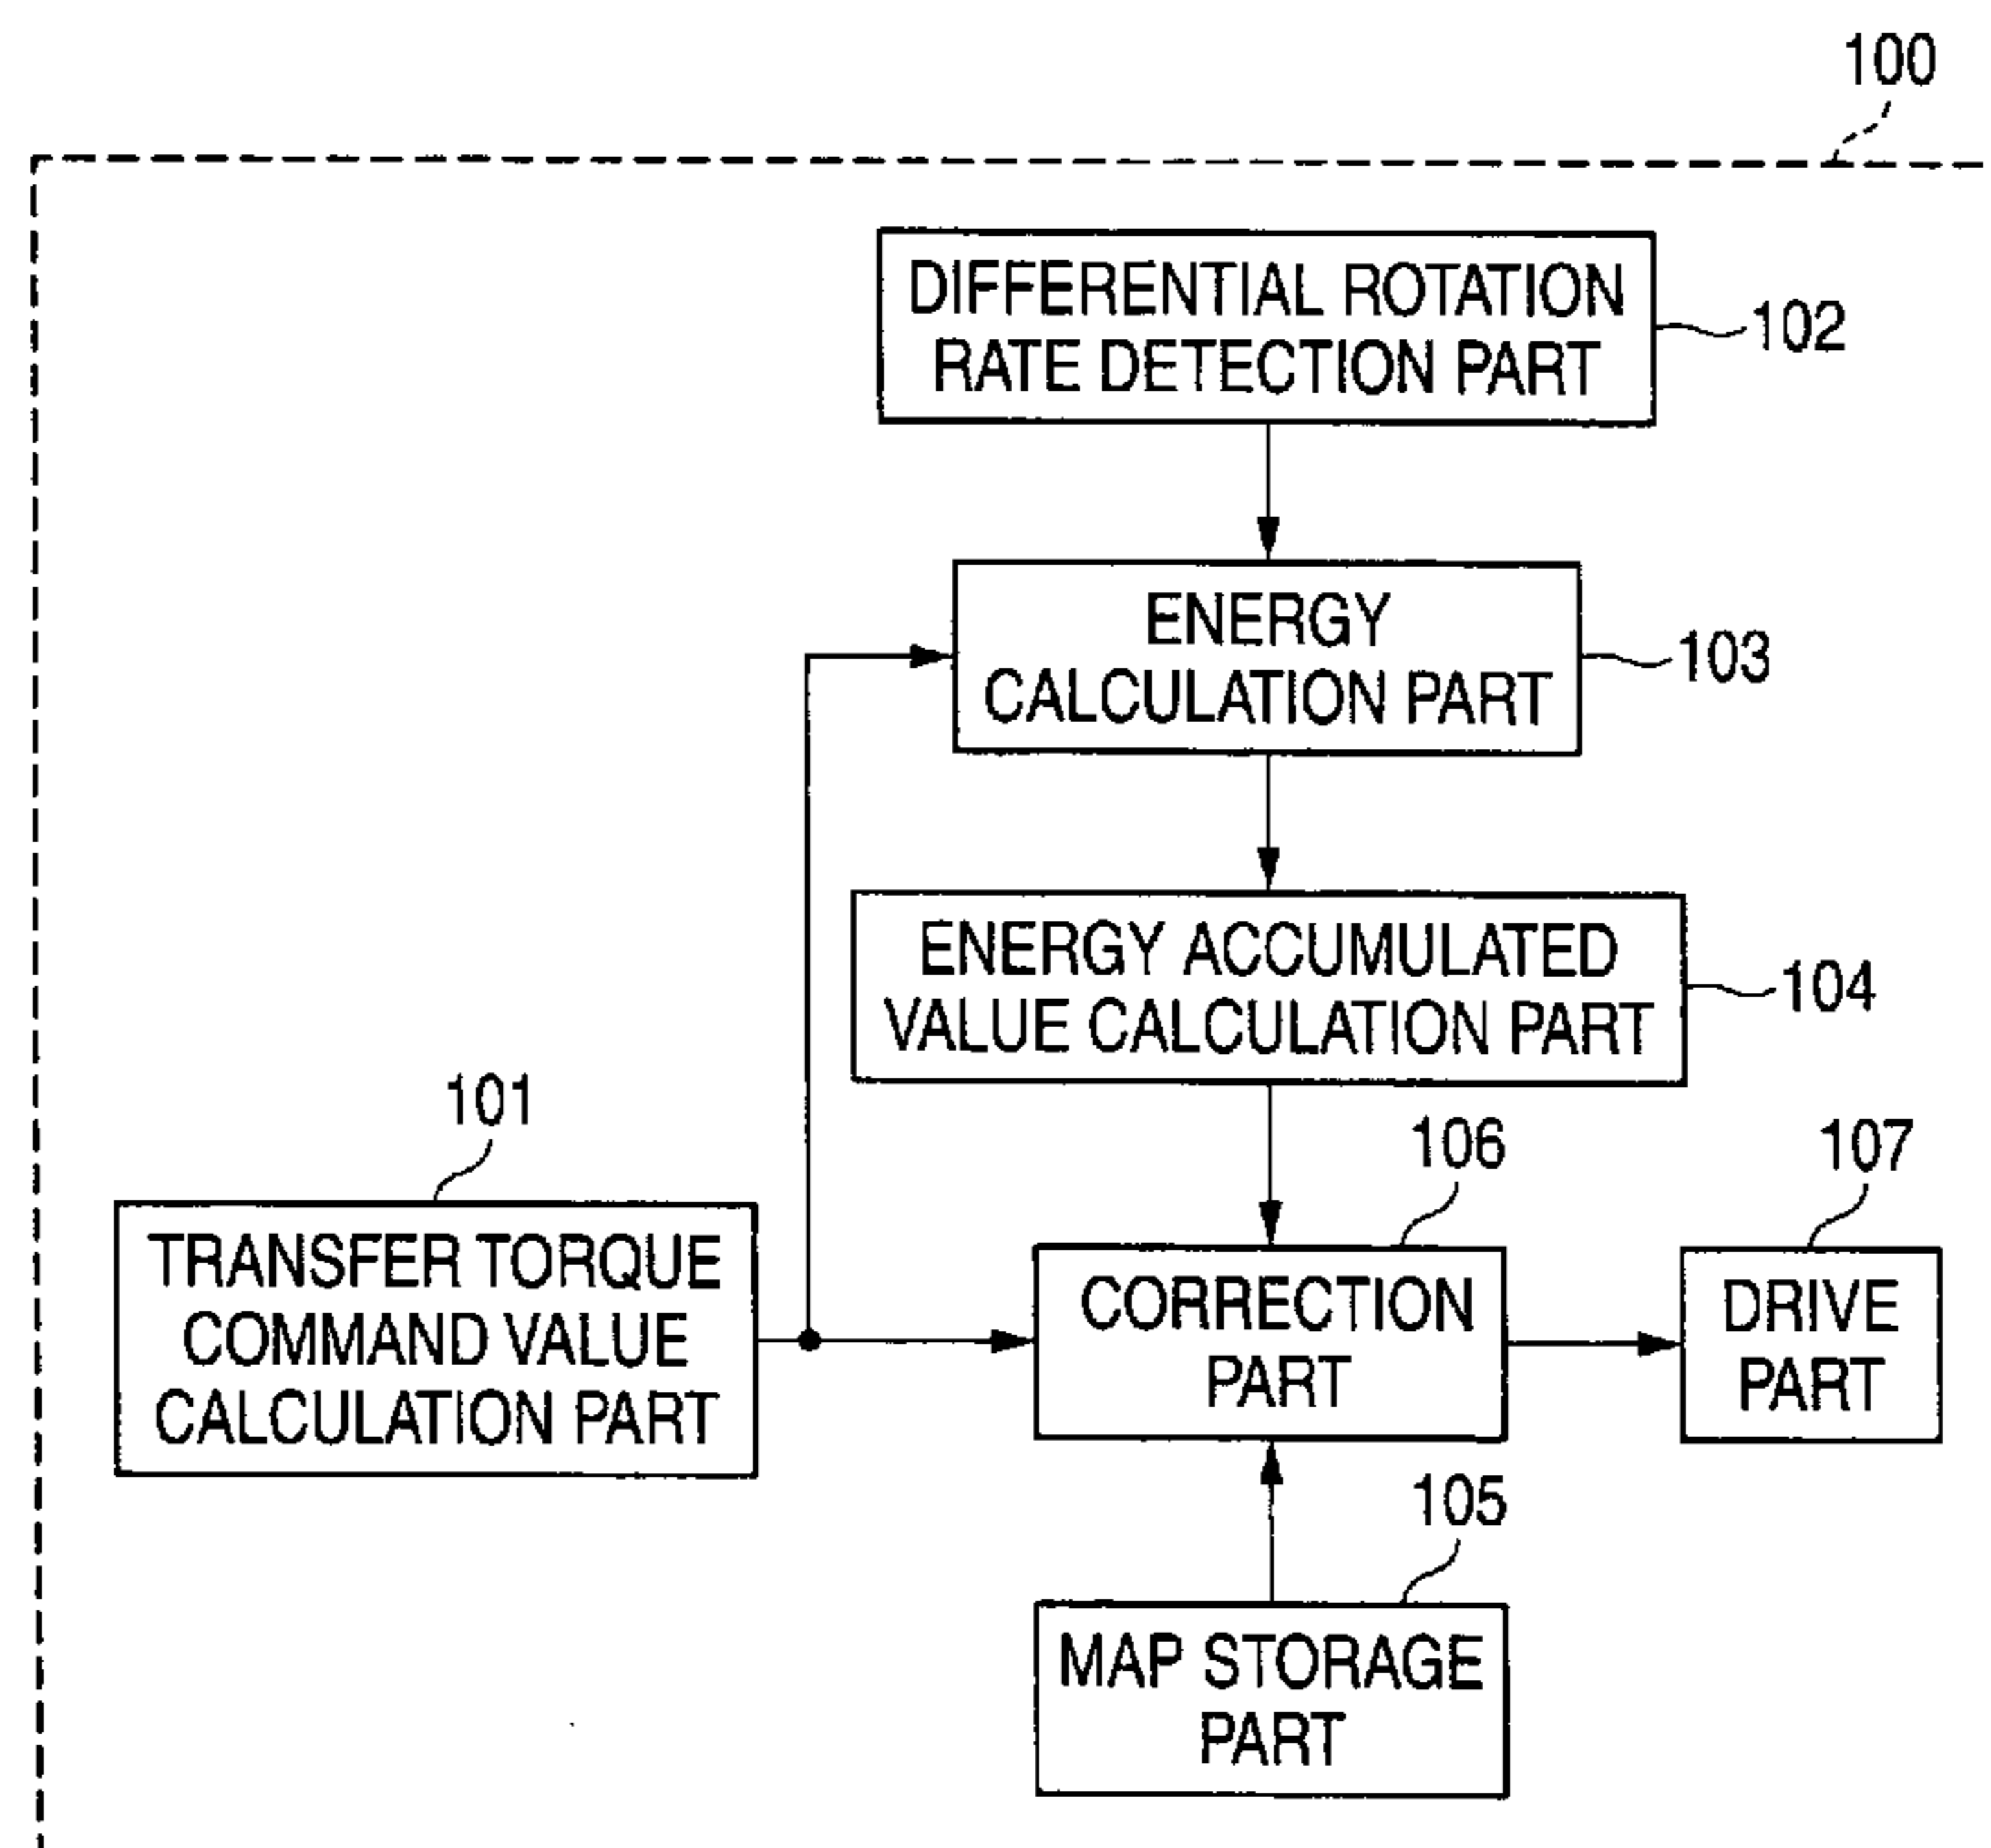 100
DIFFERENTIAL ROTATION
RATE DETECTION PART
102
ENERGY
CALCULATION PART
103
ENERGY ACCUMULATED
VALUE CALCULATION PART
104
101
TRANSFER TORQUE
COMMAND VALUE
CALCULATION PART
106
CORRECTION
PART
107
DRIVE
PART
105
MAP STORAGE
PART